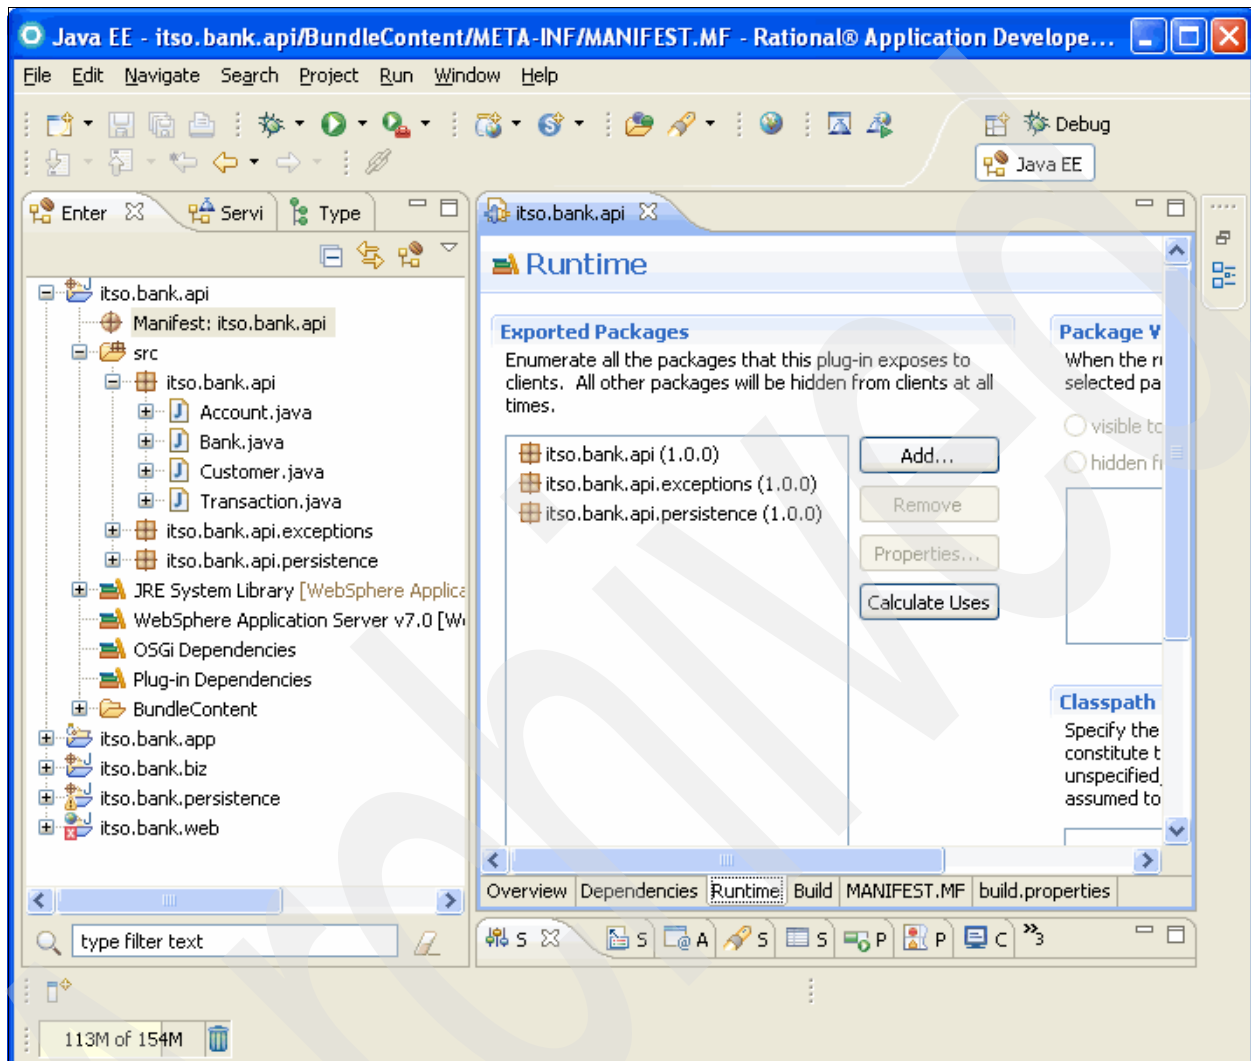 Java EE - itso.bank.api/BundleContent/META-INF/MANIFEST.MF - Rational® Application Develope...
File Edit Navigate Search Project Run Window Help
Debug
Java EE
Enter Servi Type
itso.bank.api
Manifest: itso.bank.api
src
itso.bank.api
Account.java
Bank.java
Customer.java
Transaction.java
itso.bank.api.exceptions
itso.bank.api.persistence
JRE System Library [WebSphere Applica
WebSphere Application Server v7.0 [We
OSGi Dependencies
Plug-in Dependencies
BundleContent
itso.bank.app
itso.bank.biz
itso.bank.persistence
itso.bank.web
type filter text
itso.bank.api
Runtime
Exported Packages
Enumerate all the packages that this plug-in exposes to
clients. All other packages will be hidden from clients at all
times.
itso.bank.api (1.0.0)
itso.bank.api.exceptions (1.0.0)
itso.bank.api.persistence (1.0.0)
Add...
Remove
Properties...
Calculate Uses
Package V
When the ru
selected pa
visible to
hidden fr
Classpath
Specify the
constitute t
unspecified,
assumed to
Overview Dependencies Runtime Build MANIFEST.MF build.properties
S S A S S P P C »3
113M of 154M